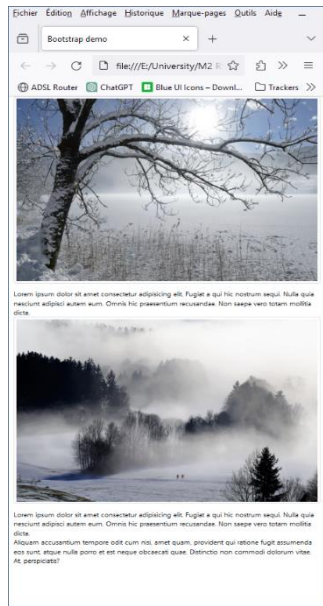 Fichier Édition Affichage Historique Marque-pages Outils Aide
Bootstrap demo
file:///E:/University/M2 R
ADSL Router ChatGPT Blue UI Icons – Downl... Trackers
Lorem ipsum dolor sit amet consectetur adipisicing elit. Fugiat a qui hic nostrum sequi. Nulla quia
nesciunt adipisci autem eum. Omnis hic praesentium recusandae. Non saepe vero totam mollitia
dicta.
Lorem ipsum dolor sit amet consectetur adipisicing elit. Fugiat a qui hic nostrum sequi. Nulla quia
nesciunt adipisci autem eum. Omnis hic praesentium recusandae. Non saepe vero totam mollitia
dicta.
Aliquam accusantium tempore odit cum nisi, amet quam, provident qui ratione fugit assumenda
eos sunt, atque nulla porro et est neque obcaecati quae. Distinctio non commodi dolorum vitae.
At, perspiciatis?